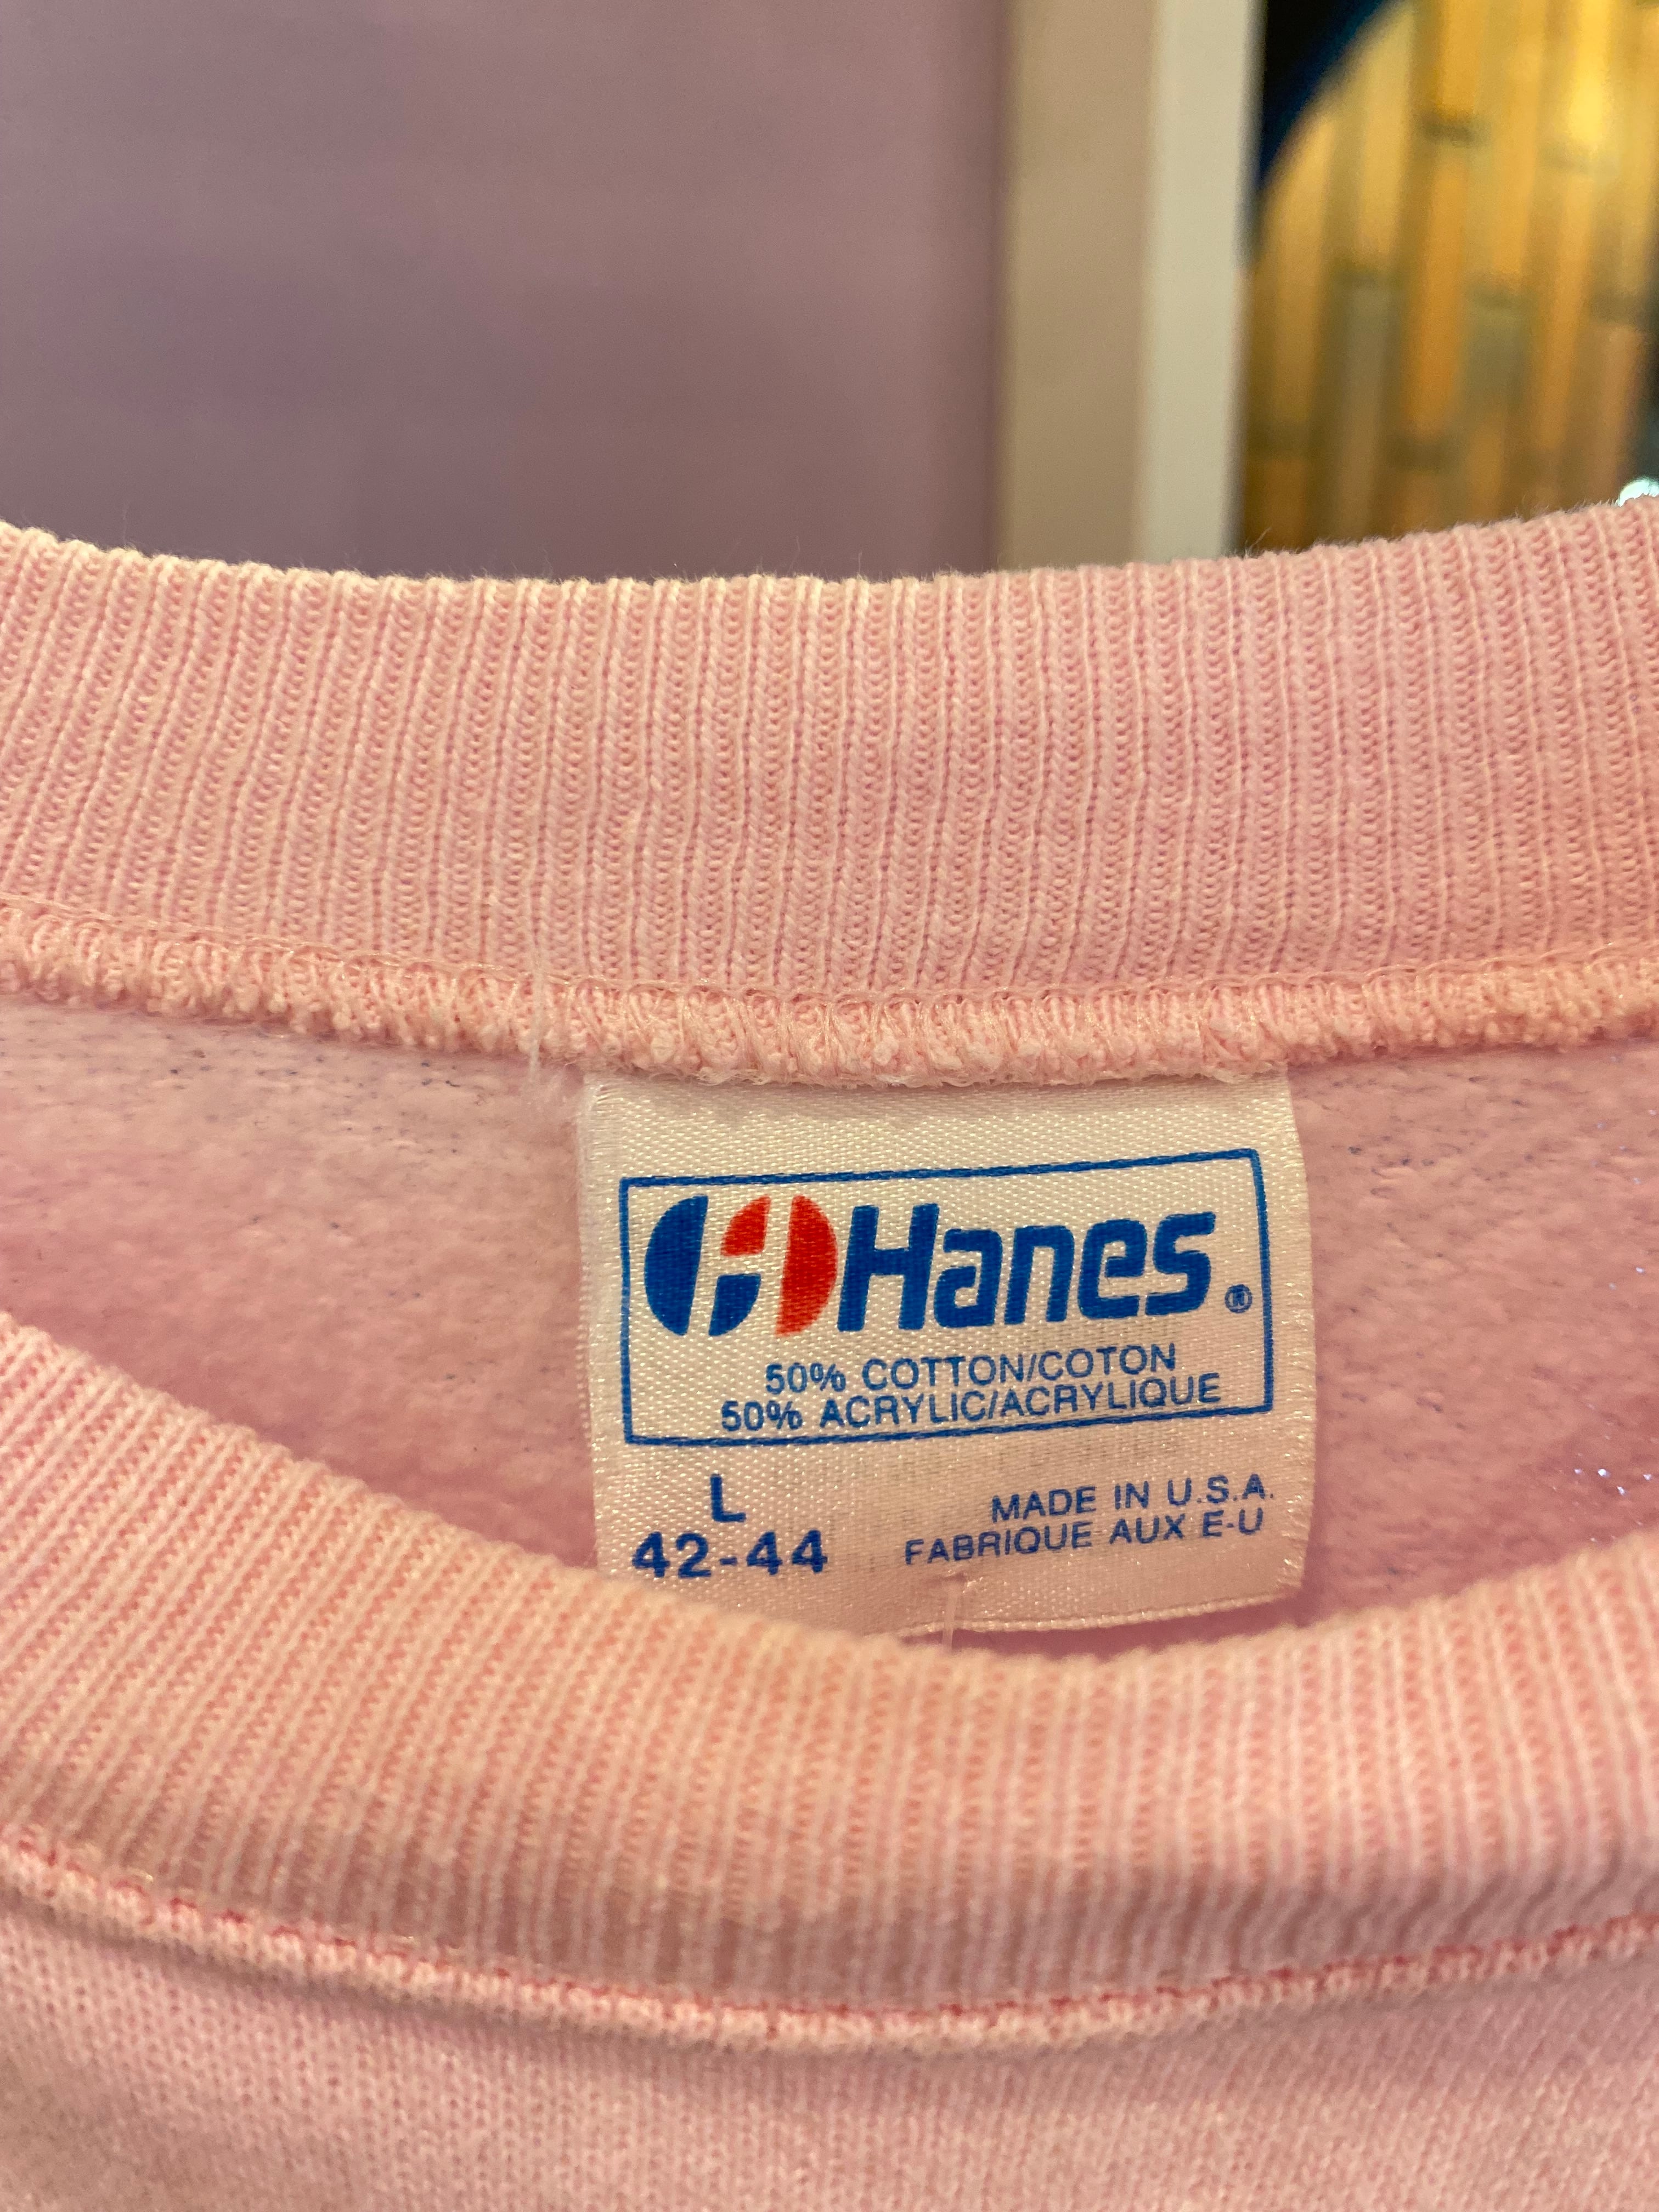 Hanes®
50% COTTON/COTON
50% ACRYLIC/ACRYLIQUE
L
42-44
MADE IN U.S.A.
FABRIQUE AUX E-U